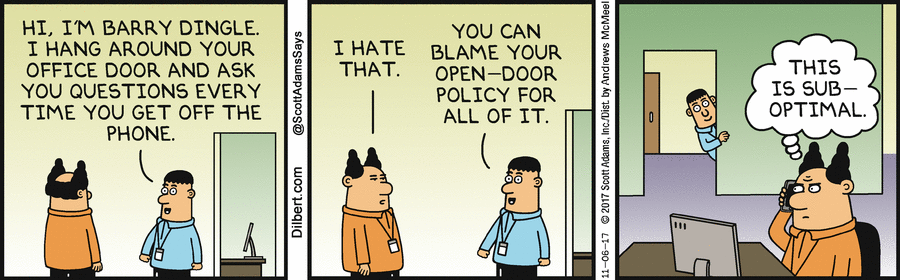 HI, I'M BARRY DINGLE.
I HANG AROUND YOUR
OFFICE DOOR AND ASK
YOU QUESTIONS EVERY
TIME YOU GET OFF THE
PHONE.
Dilbert.com @ScottAdamsSays
I HATE
THAT.
YOU CAN
BLAME YOUR
OPEN–DOOR
POLICY FOR
ALL OF IT.
11-06-17 © 2017 Scott Adams, Inc./Dist. by Andrews McMeel
THIS
IS SUB–
OPTIMAL.